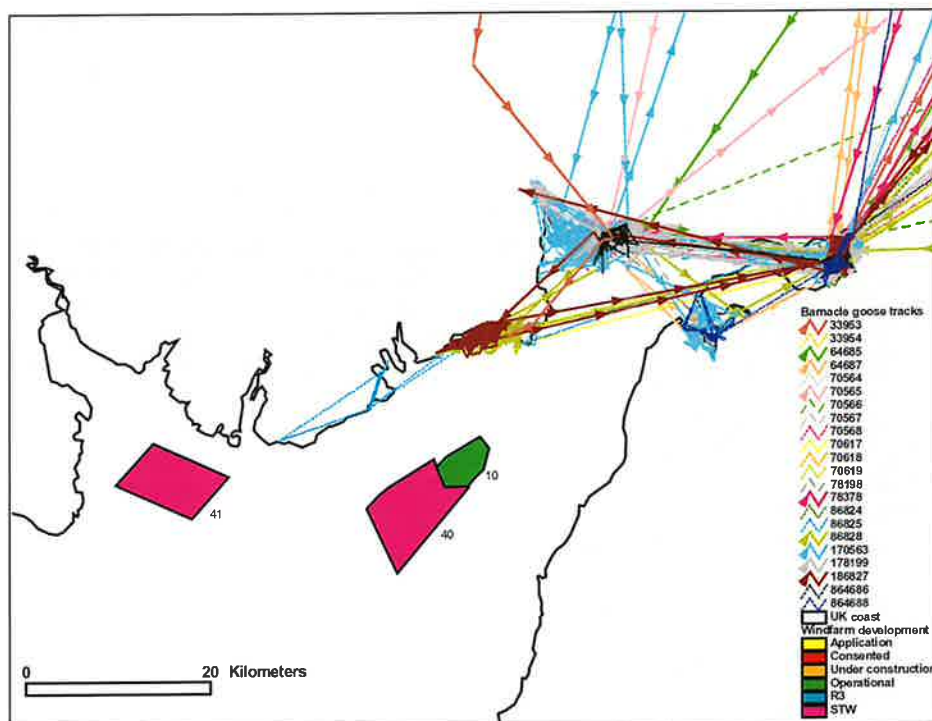 10
41
40
0 20 Kilometers
Barnacle goose tracks
33953
33954
64685
64687
70564
70565
70566
70567
70568
70617
70618
70619
78198
78378
86824
86825
86828
170563
178199
186827
864686
864688
UK coast
Windfarm development
Application
Consented
Under construction
Operational
R3
STW